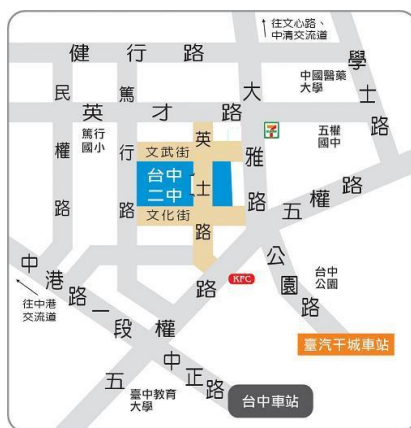 往文心路、
中清交流道
健行路
學士路
大雅路
中國醫藥
大學
民權路
篤行路
英才路
7
五權
國中
篤行
國小
文武街
英士路
台中
二中
文化街
五權路
中港路一段
往中港
交流道
KFC
公園路
台中
公園
臺汽干城車站
中正路
臺中教育
大學
台中車站